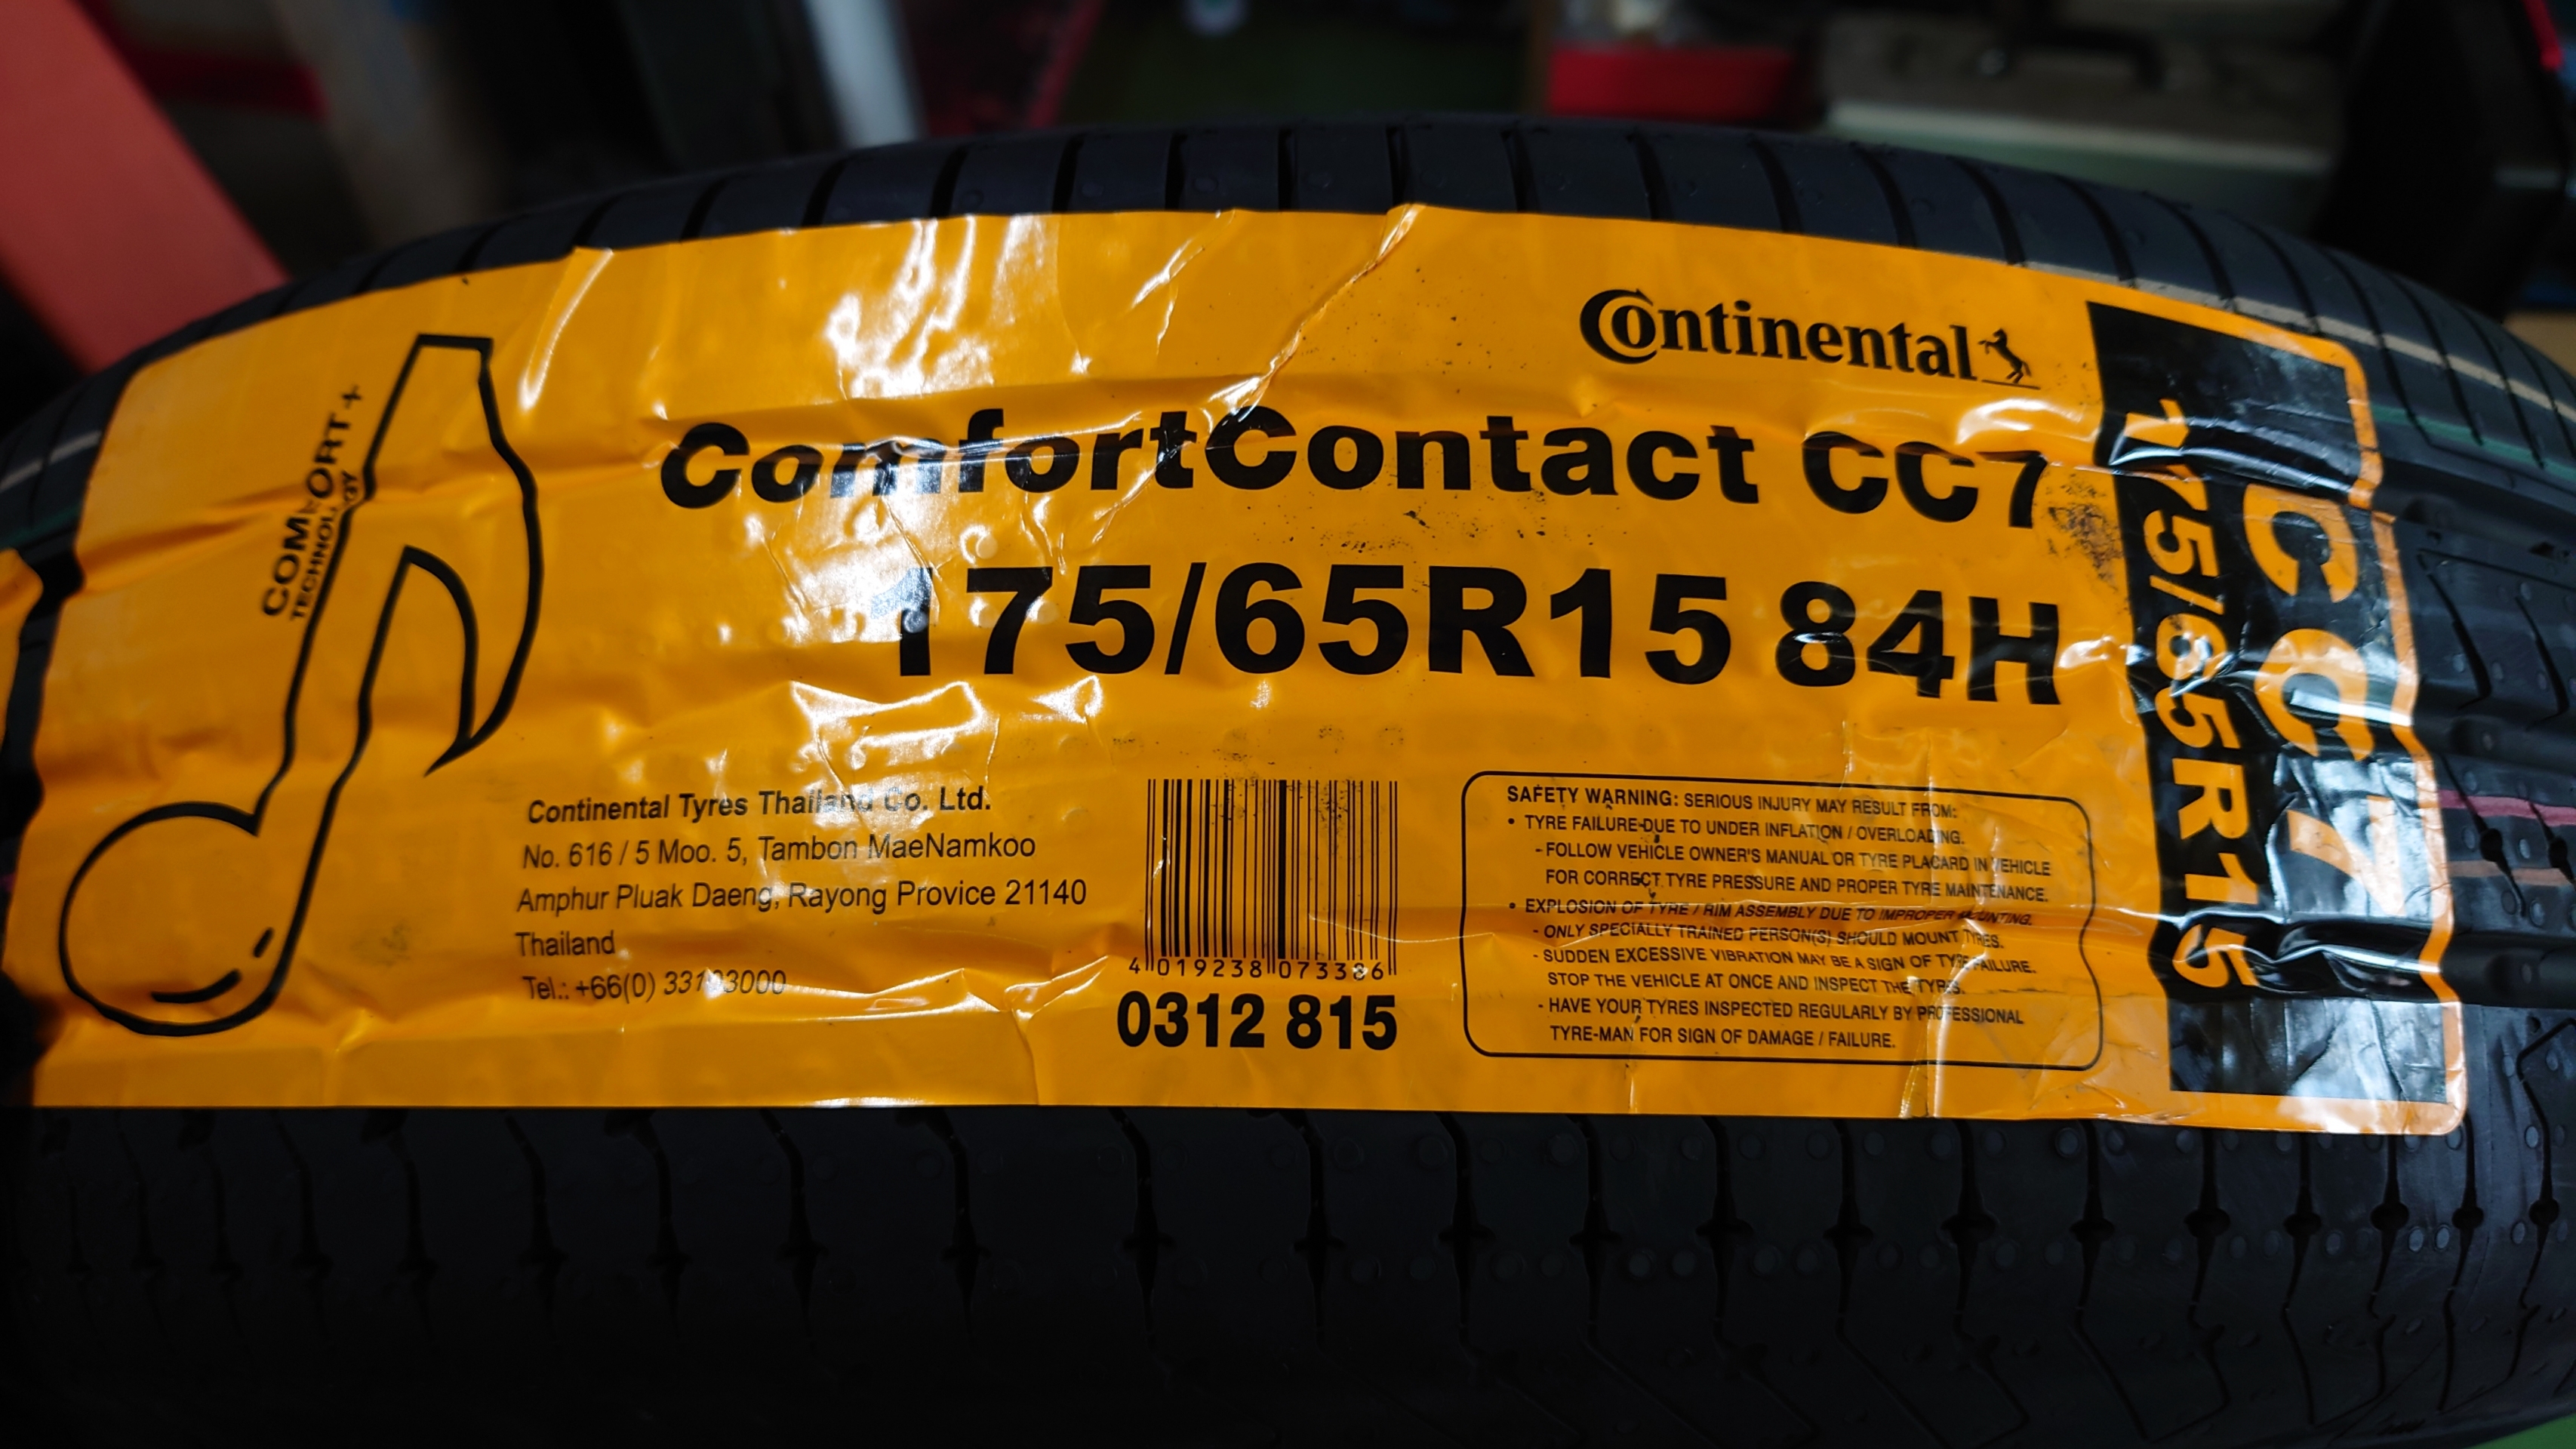 COMFORT+
TECHNOLOGY
Continental
ComfortContact CC7
175/65R15 84H
Continental Tyres Thailand Co. Ltd.
No. 616 / 5 Moo. 5, Tambon MaeNamkoo
Amphur Pluak Daeng, Rayong Provice 21140
Thailand
Tel.: +66(0) 33103000
4 019238 073386
0312 815
SAFETY WARNING: SERIOUS INJURY MAY RESULT FROM:
• TYRE FAILURE DUE TO UNDER INFLATION / OVERLOADING.
- FOLLOW VEHICLE OWNER'S MANUAL OR TYRE PLACARD IN VEHICLE
FOR CORRECT TYRE PRESSURE AND PROPER TYRE MAINTENANCE.
• EXPLOSION OF TYRE / RIM ASSEMBLY DUE TO IMPROPER MOUNTING.
- ONLY SPECIALLY TRAINED PERSON(S) SHOULD MOUNT TYRES.
- SUDDEN EXCESSIVE VIBRATION MAY BE A SIGN OF TYRE FAILURE.
STOP THE VEHICLE AT ONCE AND INSPECT THE TYRES.
- HAVE YOUR TYRES INSPECTED REGULARLY BY PROFESSIONAL
TYRE-MAN FOR SIGN OF DAMAGE / FAILURE.
CC7
175/65R15